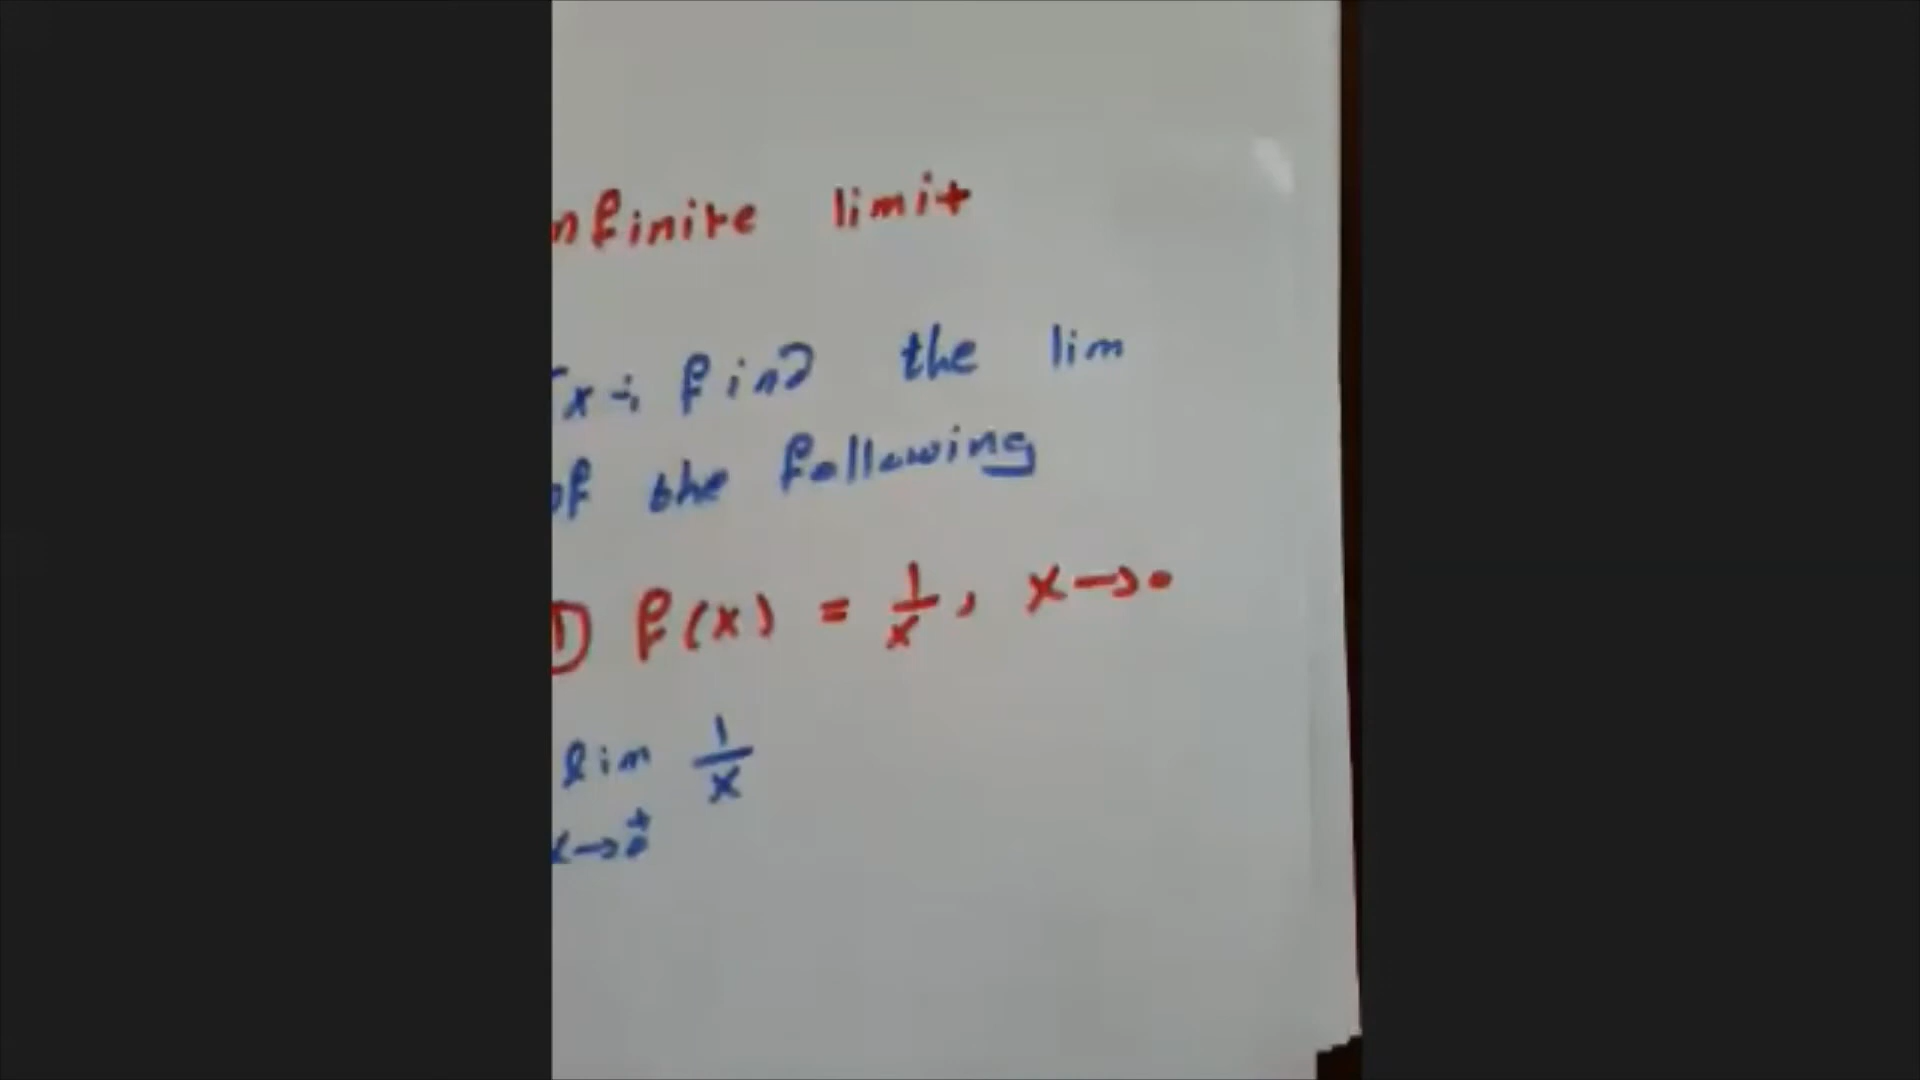 nfinite limit
Ex:- find the lim
of the following
① f(x) = 1/x, x→0
lim 1/x
x→0⁺